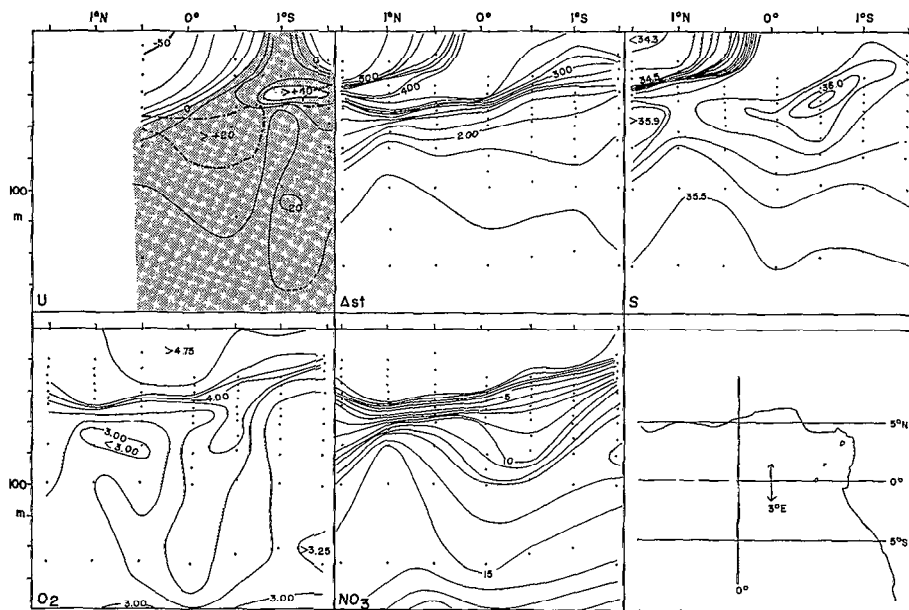 1°N 0° 1°S 1°N 0° 1°S 1°N 0° 1°S
-50 0 <34.3
>+40 500 300 34.5 36.0
0 400
>+20 200 >35.9
100
m 20 35.5
U Δst S
>4.75
4.00 5
3.00
<3.00 10 5°N
100 0°
m 3°E
>3.25 15 5°S
3.00 3.00
O2 NO3 0°